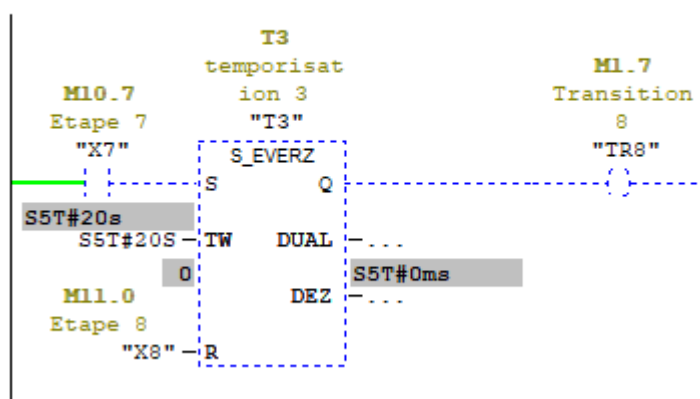 T3
temporisat
ion 3
"T3"
M10.7
Etape 7
"X7"
M1.7
Transition
8
"TR8"
S_EVERZ
S Q
S5T#20s
S5T#20S TW DUAL ...
0 S5T#0ms
DEZ ...
M11.0
Etape 8
"X8" R